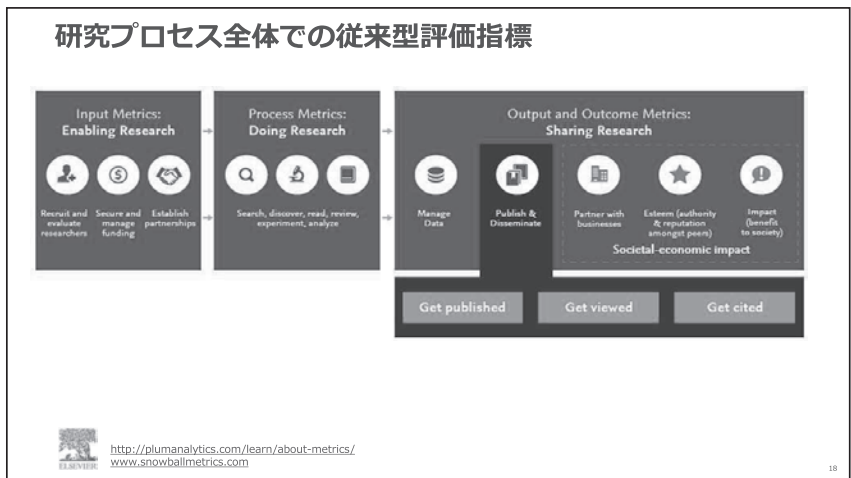 研究プロセス全体での従来型評価指標
Input Metrics:
Enabling Research
Recruit and
evaluate
researchers
Secure and
manage
funding
Establish
partnerships
Process Metrics:
Doing Research
Search, discover, read, review,
experiment, analyze
Output and Outcome Metrics:
Sharing Research
Manage
Data
Publish &
Disseminate
Partner with
businesses
Esteem (authority
& reputation
amongst peers)
Impact
(benefit
to society)
Societal-economic impact
Get published
Get viewed
Get cited
ELSEVIER
http://plumanalytics.com/learn/about-metrics/
www.snowballmetrics.com
18